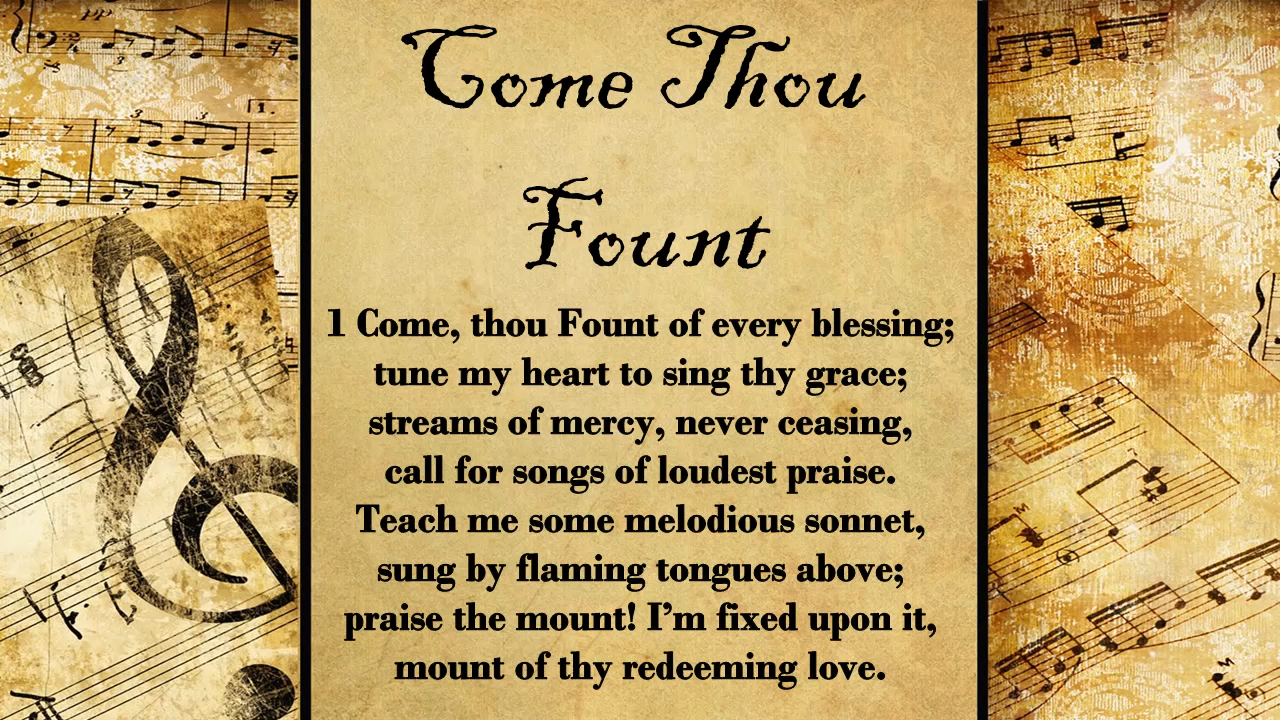 Come Thou
Fount
1 Come, thou Fount of every blessing;
tune my heart to sing thy grace;
streams of mercy, never ceasing,
call for songs of loudest praise.
Teach me some melodious sonnet,
sung by flaming tongues above;
praise the mount! I’m fixed upon it,
mount of thy redeeming love.